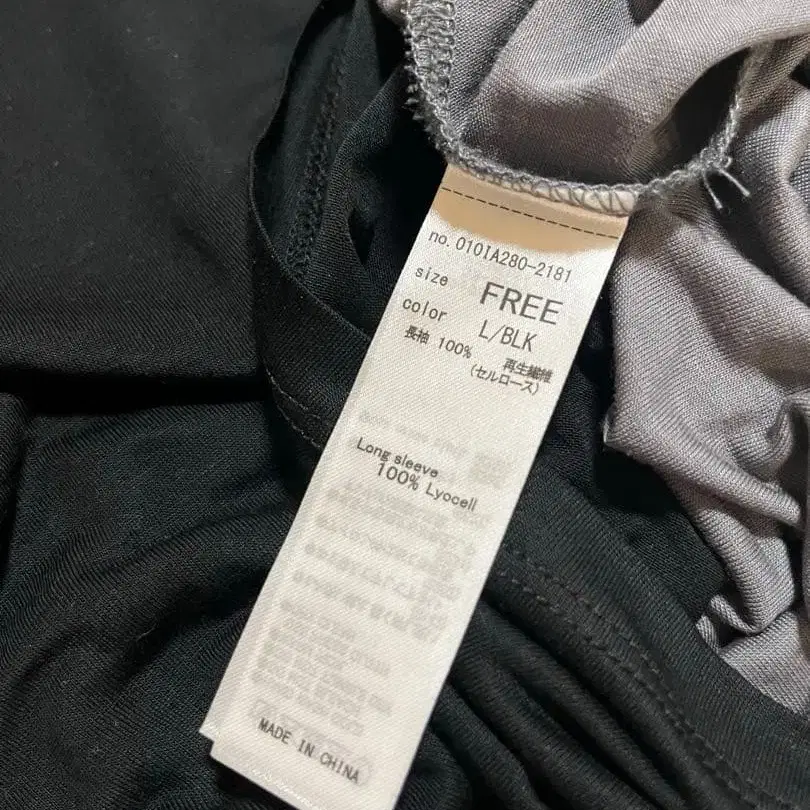 no. 010IA280-2181
size FREE
color L/BLK
長袖 100% 再生繊維
(セルロース)
Long sleeve
100% Lyocell
MADE IN CHINA